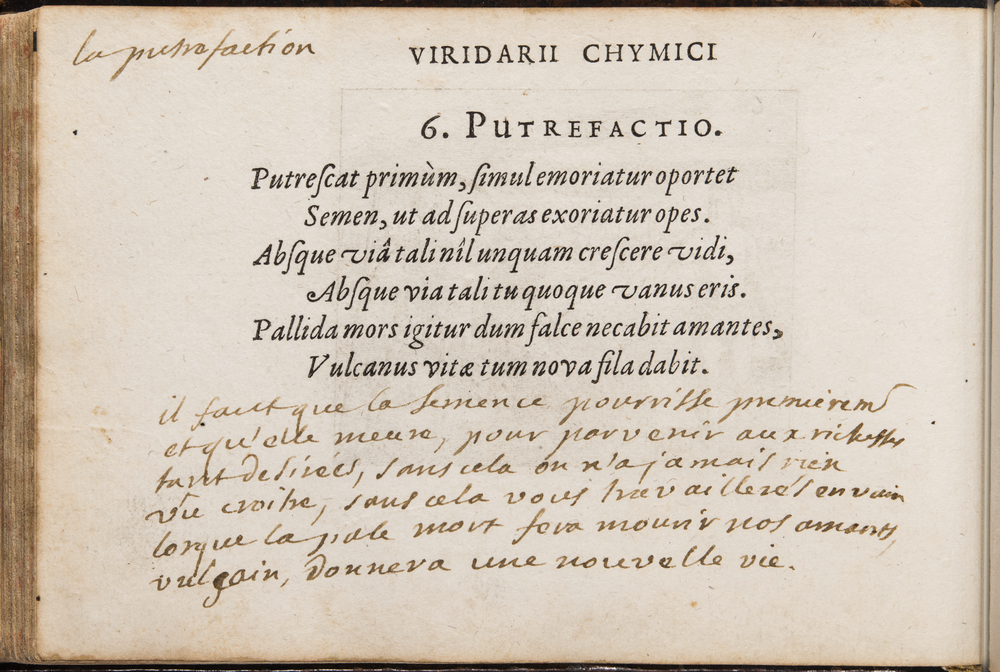 la putrefaction
VIRIDARII CHYMICI
6. PUTREFACTIO.
Putreſcat primùm, ſimul emoriatur oportet
Semen, ut ad ſuperas exoriatur opes.
Abſque viâ tali nîl unquam creſcere vidi,
Abſque via tali tu quoque vanus eris.
Pallida mors igitur dum falce necabit amantes,
Vulcanus vitæ tum nova fila dabit.
il faut que la semence pourrisse premierem
et qu'elle meure, pour parvenir aux richesses
tant desirées, sans cela on n'a jamais rien
vû croitre, sans cela vous travaillerés en vain
lorque la pale mort fera mourir nos amants,
vulcain, donnera une nouvelle vie.